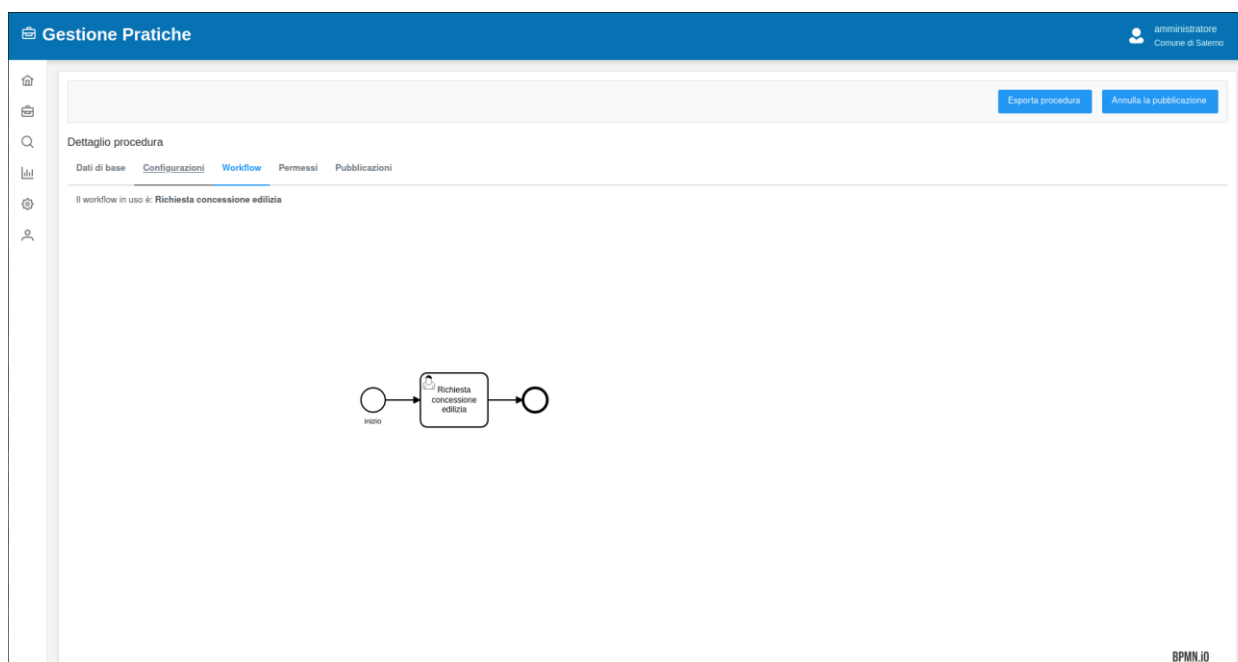 Gestione Pratiche
amministratore
Comune di Salerno
Esporta procedura
Annulla la pubblicazione
Dettaglio procedura
Dati di base Configurazioni Workflow Permessi Pubblicazioni
Il workflow in uso è: Richiesta concessione edilizia
Richiesta
concessione
edilizia
inizio
BPMN.iO